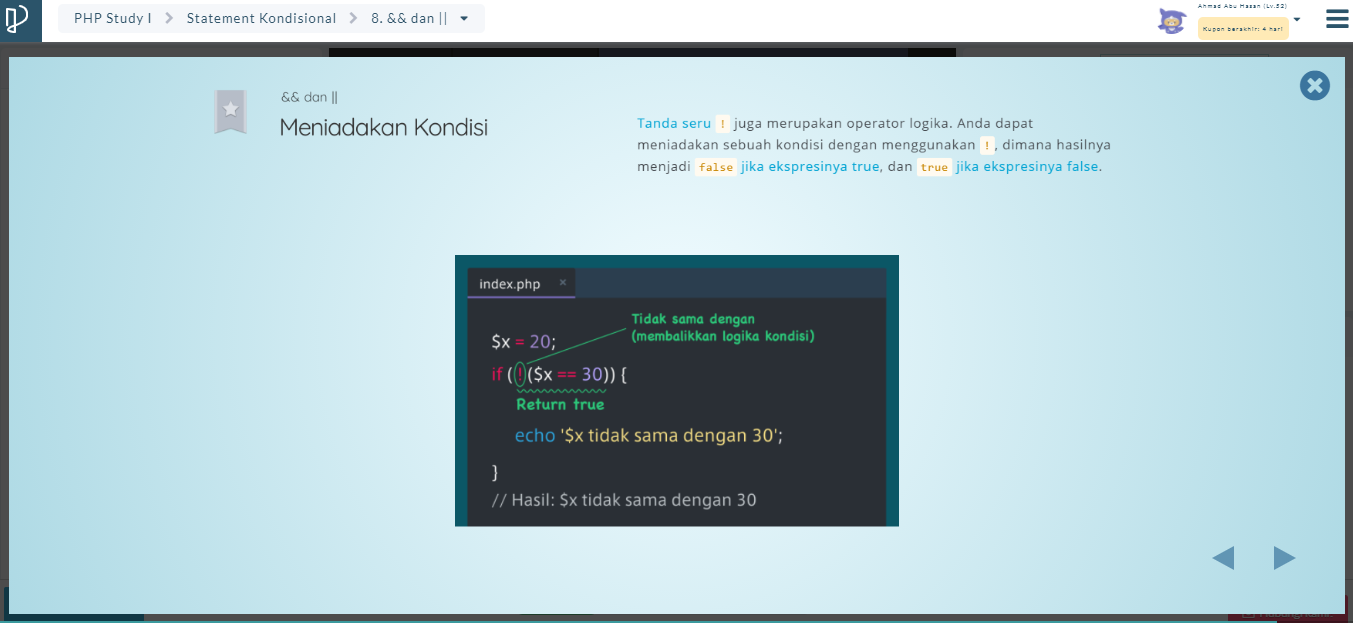 PHP Study I > Statement Kondisional > 8. && dan ||
Ahmad Abu Hasan (Lv.52)
Kupon berakhir: 4 hari
&& dan ||
Meniadakan Kondisi
Tanda seru ! juga merupakan operator logika. Anda dapat
meniadakan sebuah kondisi dengan menggunakan !, dimana hasilnya
menjadi false jika ekspresinya true, dan true jika ekspresinya false.
index.php ×
Tidak sama dengan
(membalikkan logika kondisi)
$x = 20;
if (!($x == 30)) {
Return true
echo '$x tidak sama dengan 30';
}
// Hasil: $x tidak sama dengan 30